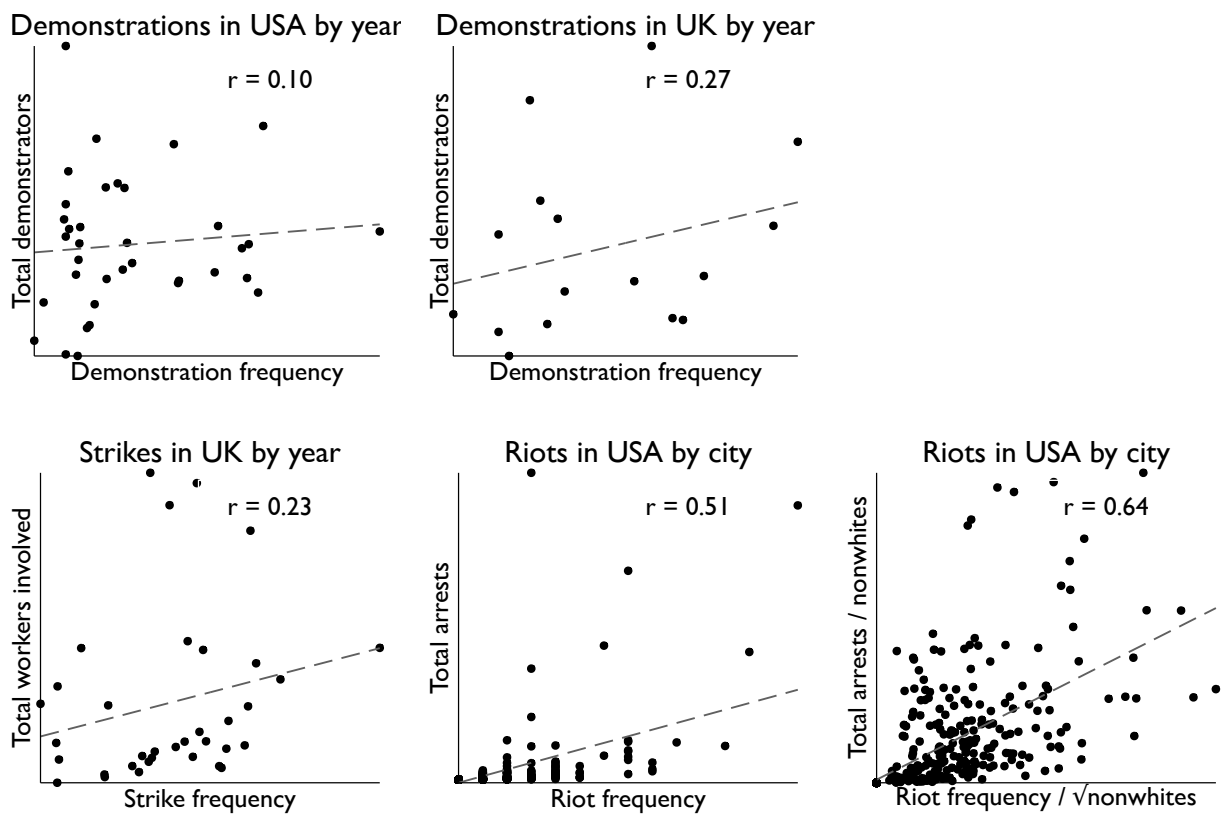 Demonstrations in USA by year
r = 0.10
Total demonstrators
Demonstration frequency
Demonstrations in UK by year
r = 0.27
Total demonstrators
Demonstration frequency
Strikes in UK by year
r = 0.23
Total workers involved
Strike frequency
Riots in USA by city
r = 0.51
Total arrests
Riot frequency
Riots in USA by city
r = 0.64
Total arrests / nonwhites
Riot frequency / √nonwhites